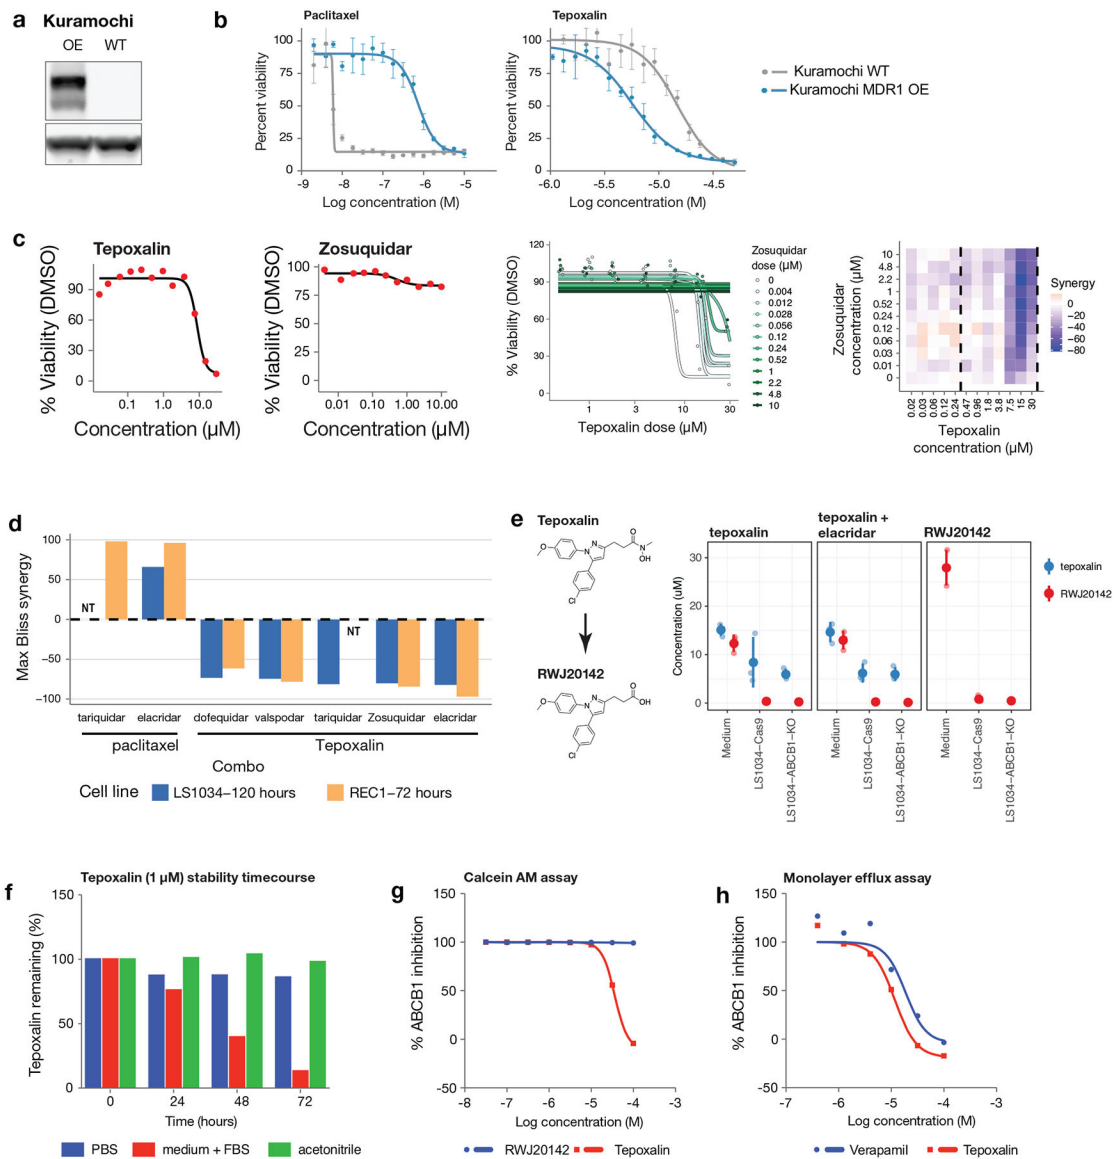 a
Kuramochi
OE WT
b
Paclitaxel
100
75
50
25
0
Percent viability
-9 -8 -7 -6 -5
Log concentration (M)
Tepoxalin
100
75
50
25
0
Percent viability
-6.0 -5.5 -5.0 -4.5
Log concentration (M)
Kuramochi WT
Kuramochi MDR1 OE
c
Tepoxalin
% Viability (DMSO)
90
60
30
0
0.1 1.0 10.0
Concentration (µM)
Zosuquidar
% Viability (DMSO)
100
75
50
25
0
0.01 0.10 1.00 10.00
Concentration (µM)
% Viability (DMSO)
120
90
60
30
0
1 3 10 30
Tepoxalin dose (µM)
Zosuquidar
dose (µM)
0
0.004
0.012
0.028
0.056
0.12
0.24
0.52
1
2.2
4.8
10
Zosuquidar
concentration (µM)
10
4.8
2.2
1
0.52
0.24
0.12
0.06
0.03
0.01
0
0.02 0.03 0.06 0.12 0.24 0.47 0.96 1.8 3.8 7.5 15 30
Tepoxalin
concentration (µM)
Synergy
0
−20
−40
−60
−80
d
Max Bliss synergy
100
50
0
−50
−100
NT
NT
tariquidar elacridar dofequidar valspodar tariquidar Zosuquidar elacridar
paclitaxel Tepoxalin
Combo
Cell line LS1034−120 hours REC1−72 hours
e
Tepoxalin
O
N
N
N
OH
O
Cl
RWJ20142
O
N
N
OH
O
Cl
tepoxalin
tepoxalin +
elacridar
RWJ20142
Concentration (uM)
30
20
10
0
Medium LS1034−Cas9 LS1034−ABCB1−KO
Medium LS1034−Cas9 LS1034−ABCB1−KO
Medium LS1034−Cas9 LS1034−ABCB1−KO
tepoxalin
RWJ20142
f
Tepoxalin (1 µM) stability timecourse
Tepoxalin remaining (%)
150
100
50
0
0 24 48 72
Time (hours)
PBS medium + FBS acetonitrile
g
Calcein AM assay
% ABCB1 inhibition
150
100
50
0
-50
-8 -7 -6 -5 -4 -3
Log concentration (M)
RWJ20142 Tepoxalin
h
Monolayer efflux assay
% ABCB1 inhibition
150
100
50
0
-50
-7 -6 -5 -4 -3
Log concentration (M)
Verapamil Tepoxalin